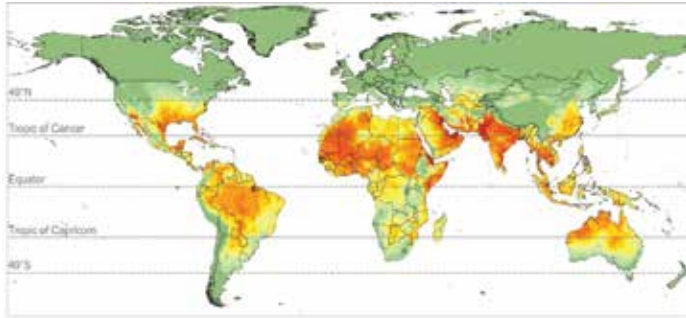 40°N
Tropic of Cancer
Equator
Tropic of Capricorn
40°S